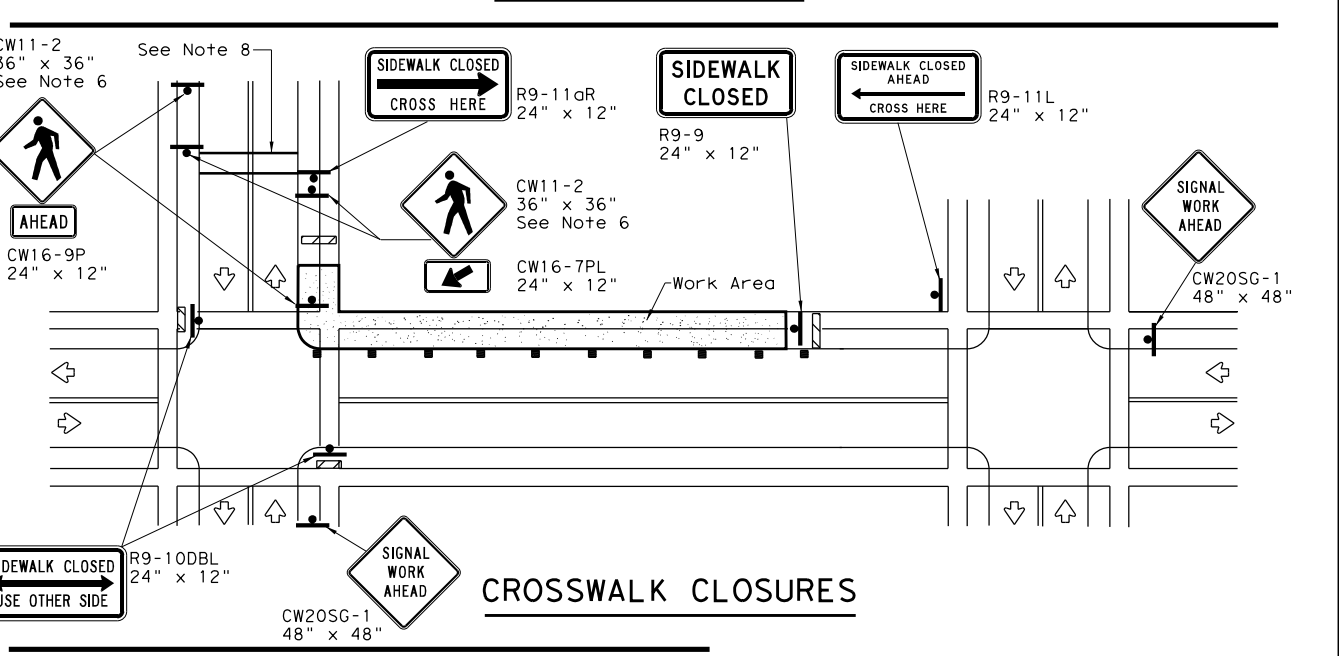 CW11-2
36" x 36"
See Note 6
See Note 8
SIDEWALK CLOSED
CROSS HERE
R9-11aR
24" x 12"
SIDEWALK
CLOSED
R9-9
24" x 12"
SIDEWALK CLOSED
AHEAD
CROSS HERE
R9-11L
24" x 12"
AHEAD
CW16-9P
24" x 12"
CW11-2
36" x 36"
See Note 6
CW16-7PL
24" x 12"
Work Area
SIGNAL
WORK
AHEAD
CW20SG-1
48" x 48"
DEWALK CLOSED
USE OTHER SIDE
R9-10DBL
24" x 12"
SIGNAL
WORK
AHEAD
CW20SG-1
48" x 48"
CROSSWALK CLOSURES